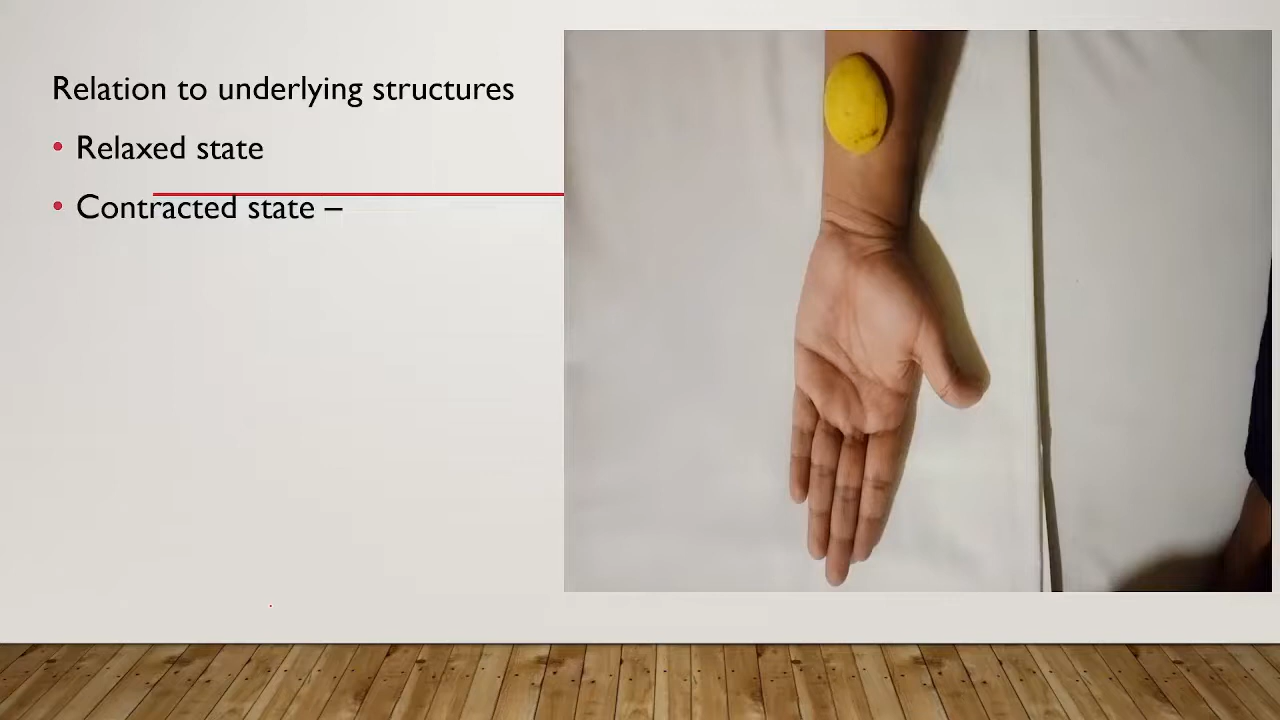 Relation to underlying structures
• Relaxed state
• Contracted state –